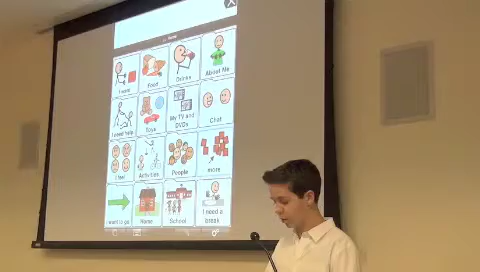 Home
I want
Food
Drinks
About Me
I need help
Toys
My TV and
DVDs
Chat
I feel
Activities
People
more
I want to go
Home
School
I need a
break